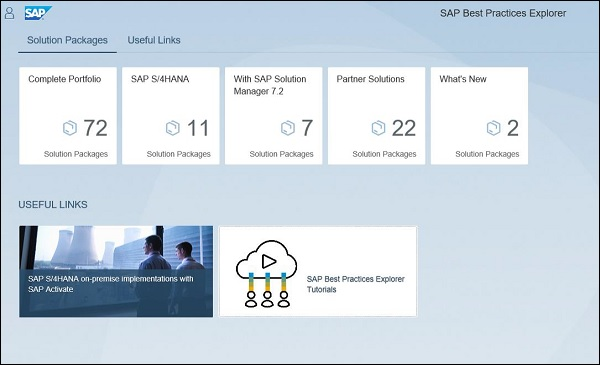 SAP
SAP Best Practices Explorer
Solution Packages
Useful Links
Complete Portfolio
72
Solution Packages
SAP S/4HANA
11
Solution Packages
With SAP Solution
Manager 7.2
7
Solution Packages
Partner Solutions
22
Solution Packages
What's New
2
Solution Packages
USEFUL LINKS
SAP S/4HANA on-premise implementations with
SAP Activate
SAP Best Practices Explorer
Tutorials